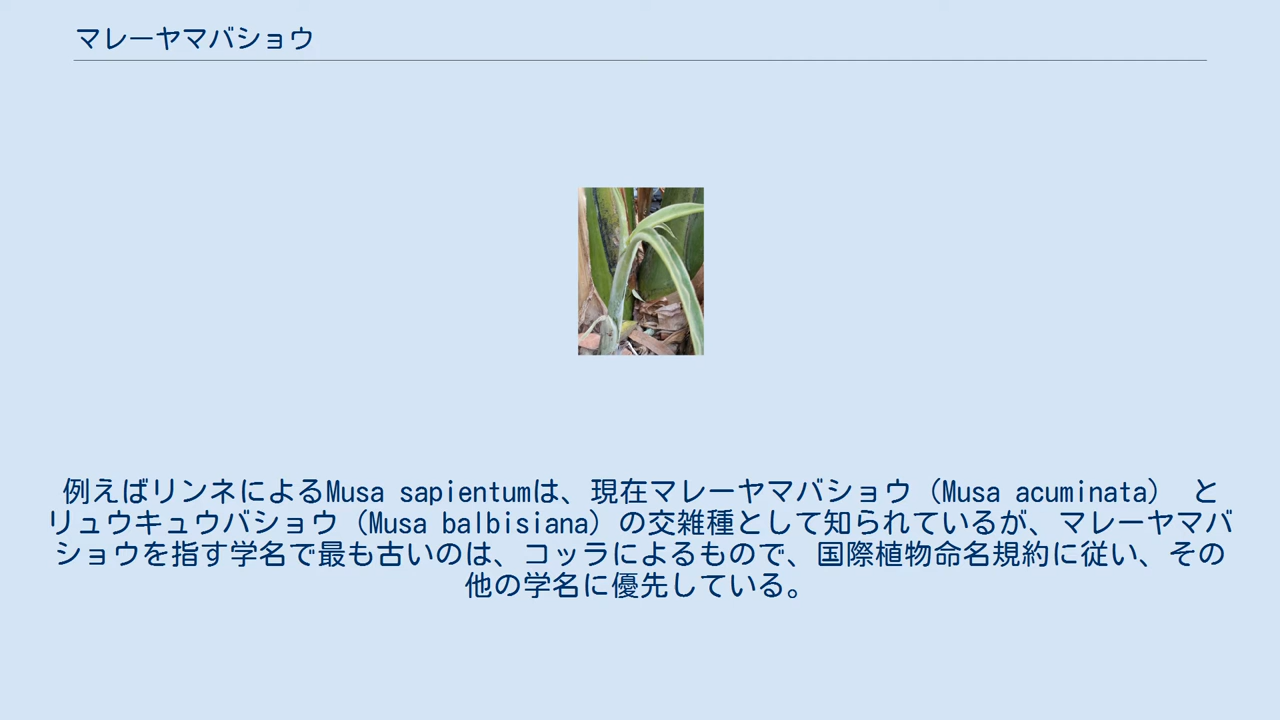 マレーヤマバショウ
例えばリンネによるMusa sapientumは、現在マレーヤマバショウ（Musa acuminata） と
リュウキュウバショウ（Musa balbisiana）の交雑種として知られているが、マレーヤマバ
ショウを指す学名で最も古いのは、コッラによるもので、国際植物命名規約に従い、その
他の学名に優先している。